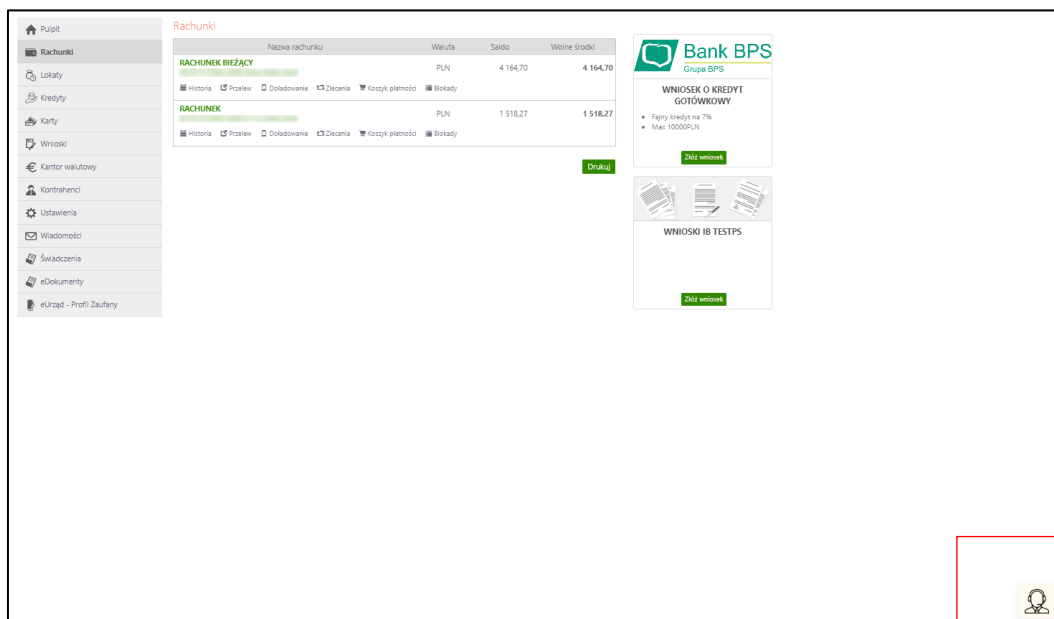 Pulpit
Rachunki
Lokaty
Kredyty
Karty
Wnioski
Kantor walutowy
Kontrahenci
Ustawienia
Wiadomości
Świadczenia
eDokumenty
eUrząd - Profil Zaufany
Rachunki
Nazwa rachunku Waluta Saldo Wolne środki
RACHUNEK BIEŻĄCY
PLN 4 164,70 4 164,70
Historia Przelew Doładowanie Zlecenia Koszyk płatności Blokady
RACHUNEK
PLN 1 518,27 1 518,27
Historia Przelew Doładowanie Zlecenia Koszyk płatności Blokady
Drukuj
Bank BPS
Grupa BPS
WNIOSEK O KREDYT
GOTÓWKOWY
Fajny kredyt na 7%
Max 10000PLN
Złóż wniosek
WNIOSKI IB TESTPS
Złóż wniosek